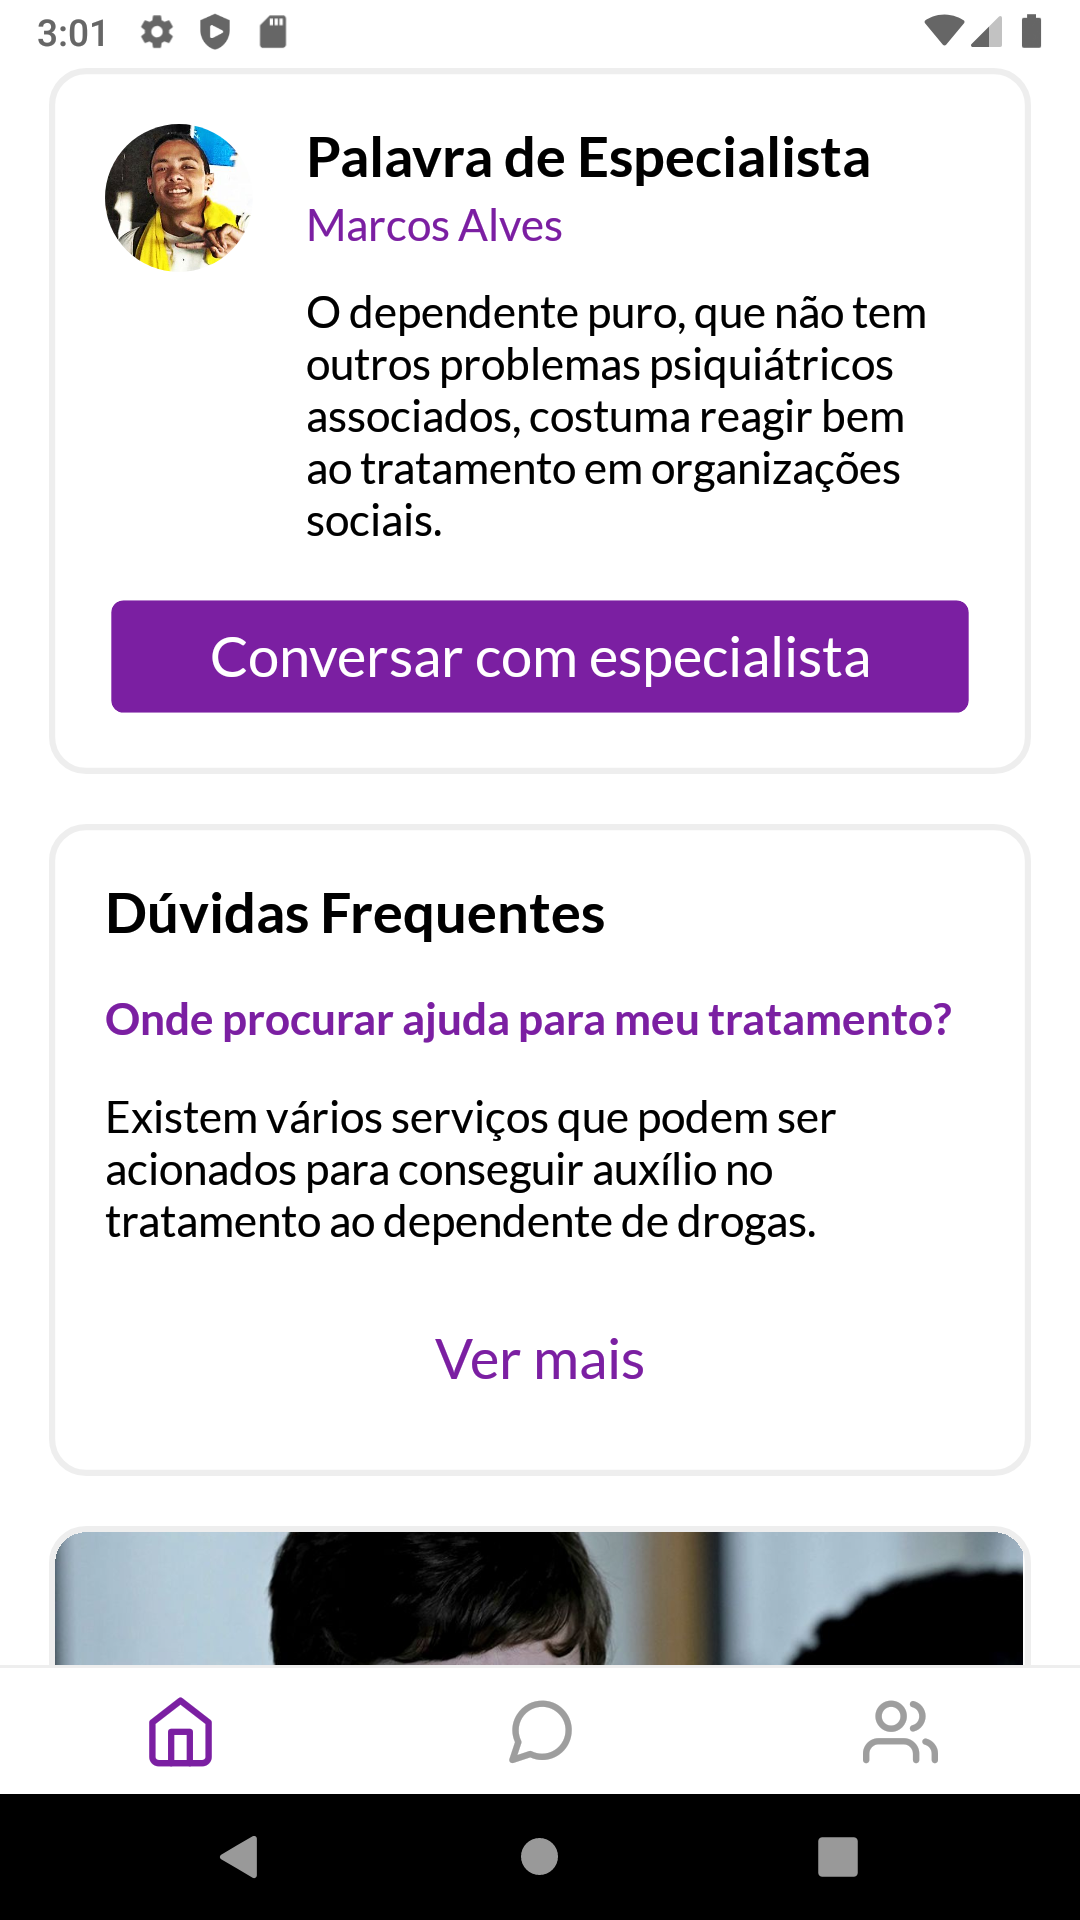 3:01
Palavra de Especialista
Marcos Alves
O dependente puro, que não tem
outros problemas psiquiátricos
associados, costuma reagir bem
ao tratamento em organizações
sociais.
Conversar com especialista
Dúvidas Frequentes
Onde procurar ajuda para meu tratamento?
Existem vários serviços que podem ser
acionados para conseguir auxílio no
tratamento ao dependente de drogas.
Ver mais